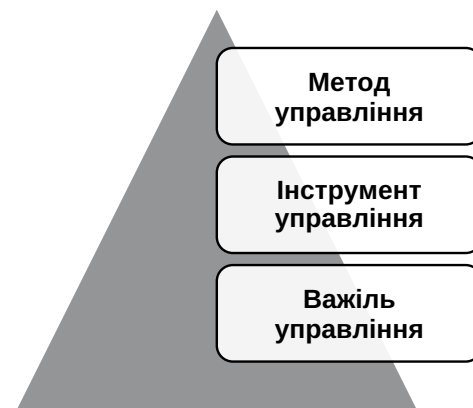 Метод
управління
Інструмент
управління
Важіль
управління